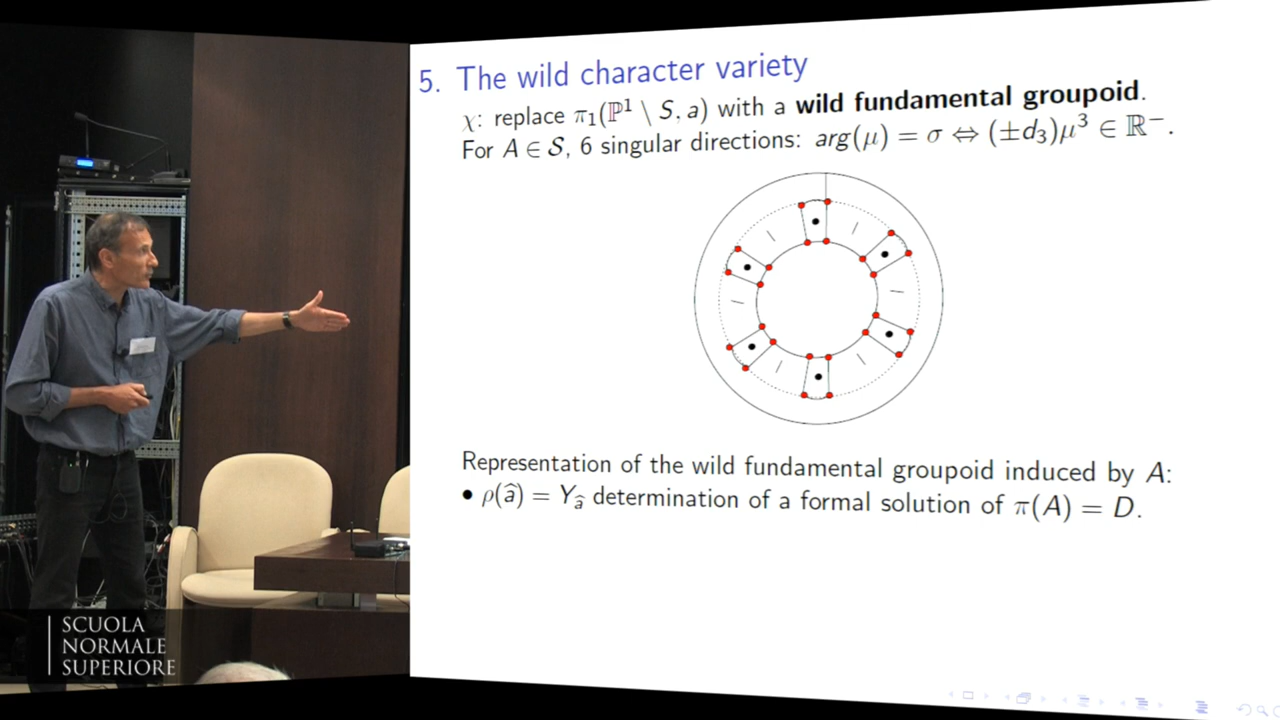 5. The wild character variety
χ: replace π₁(ℙ¹ \ S, a) with a wild fundamental groupoid.
For A ∈ 𝒮, 6 singular directions: arg(μ) = σ ⇔ (±d₃)μ³ ∈ ℝ⁻.
Representation of the wild fundamental groupoid induced by A:
• ρ(â) = Y_â determination of a formal solution of π(A) = D.
SCUOLA
NORMALE
SUPERIORE